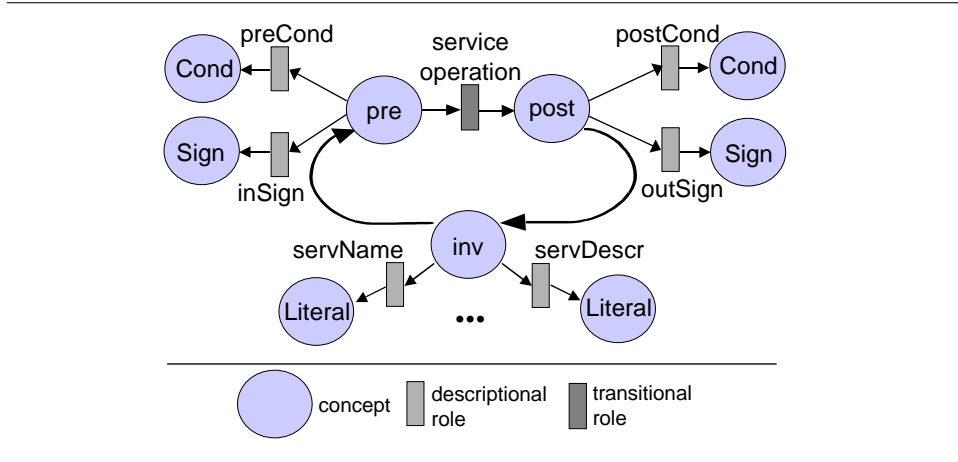 preCond
service
operation
postCond
Cond
pre
post
Cond
Sign
inSign
outSign
Sign
servName
inv
servDescr
Literal
...
Literal
concept
descriptional
role
transitional
role